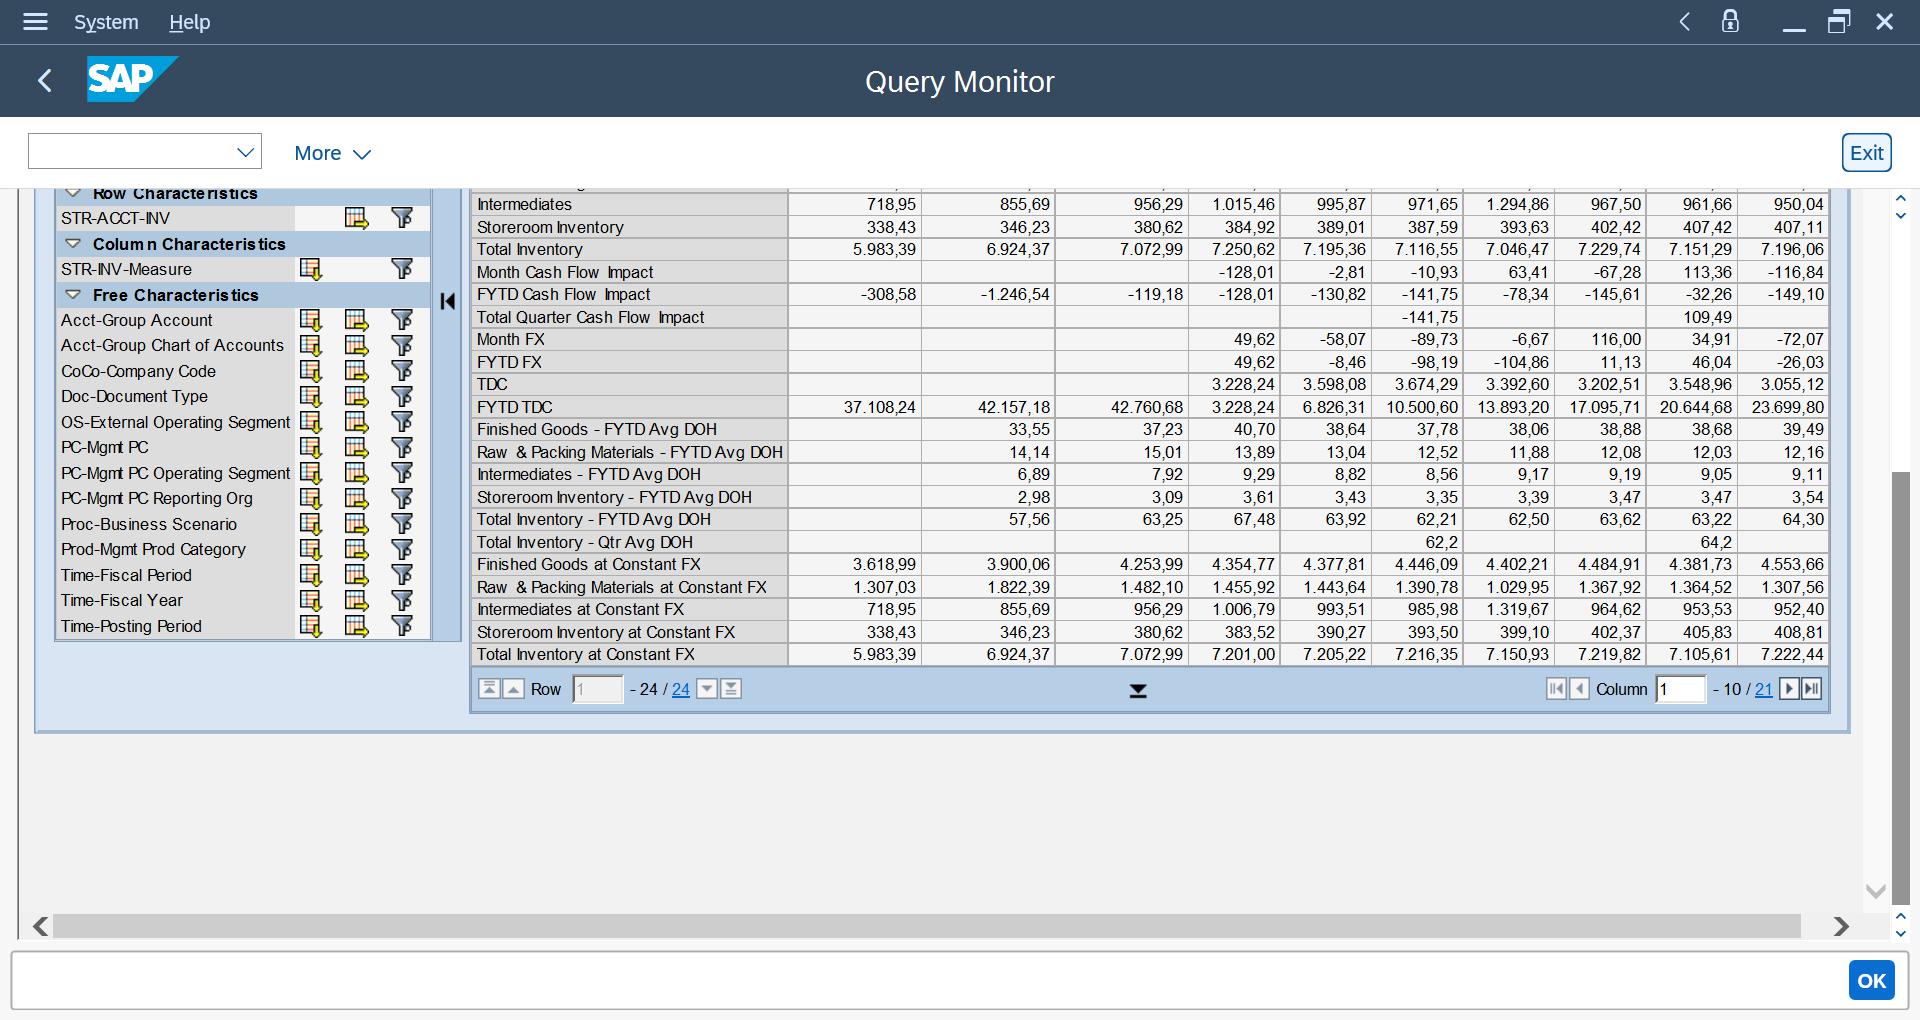 System Help
SAP Query Monitor
More Exit
Row Characteristics
STR-ACCT-INV
Column Characteristics
STR-INV-Measure
Free Characteristics
Acct-Group Account
Acct-Group Chart of Accounts
CoCo-Company Code
Doc-Document Type
OS-External Operating Segment
PC-Mgmt PC
PC-Mgmt PC Operating Segment
PC-Mgmt PC Reporting Org
Proc-Business Scenario
Prod-Mgmt Prod Category
Time-Fiscal Period
Time-Fiscal Year
Time-Posting Period
Intermediates 718,95 855,69 956,29 1.015,46 995,87 971,65 1.294,86 967,50 961,66 950,04
Storeroom Inventory 338,43 346,23 380,62 384,92 389,01 387,59 393,63 402,42 407,42 407,11
Total Inventory 5.983,39 6.924,37 7.072,99 7.250,62 7.195,36 7.116,55 7.046,47 7.229,74 7.151,29 7.196,06
Month Cash Flow Impact -128,01 -2,81 -10,93 63,41 -67,28 113,36 -116,84
FYTD Cash Flow Impact -308,58 -1.246,54 -119,18 -128,01 -130,82 -141,75 -78,34 -145,61 -32,26 -149,10
Total Quarter Cash Flow Impact -141,75 109,49
Month FX 49,62 -58,07 -89,73 -6,67 116,00 34,91 -72,07
FYTD FX 49,62 -8,46 -98,19 -104,86 11,13 46,04 -26,03
TDC 3.228,24 3.598,08 3.674,29 3.392,60 3.202,51 3.548,96 3.055,12
FYTD TDC 37.108,24 42.157,18 42.760,68 3.228,24 6.826,31 10.500,60 13.893,20 17.095,71 20.644,68 23.699,80
Finished Goods - FYTD Avg DOH 33,55 37,23 40,70 38,64 37,78 38,06 38,88 38,68 39,49
Raw & Packing Materials - FYTD Avg DOH 14,14 15,01 13,89 13,04 12,52 11,88 12,08 12,03 12,16
Intermediates - FYTD Avg DOH 6,89 7,92 9,29 8,82 8,56 9,17 9,19 9,05 9,11
Storeroom Inventory - FYTD Avg DOH 2,98 3,09 3,61 3,43 3,35 3,39 3,47 3,47 3,54
Total Inventory - FYTD Avg DOH 57,56 63,25 67,48 63,92 62,21 62,50 63,62 63,22 64,30
Total Inventory - Qtr Avg DOH 62,2 64,2
Finished Goods at Constant FX 3.618,99 3.900,06 4.253,99 4.354,77 4.377,81 4.446,09 4.402,21 4.484,91 4.381,73 4.553,66
Raw & Packing Materials at Constant FX 1.307,03 1.822,39 1.482,10 1.455,92 1.443,64 1.390,78 1.029,95 1.367,92 1.364,52 1.307,56
Intermediates at Constant FX 718,95 855,69 956,29 1.006,79 993,51 985,98 1.319,67 964,62 953,53 952,40
Storeroom Inventory at Constant FX 338,43 346,23 380,62 383,52 390,27 393,50 399,10 402,37 405,83 408,81
Total Inventory at Constant FX 5.983,39 6.924,37 7.072,99 7.201,00 7.205,22 7.216,35 7.150,93 7.219,82 7.105,61 7.222,44
Row 1 - 24 / 24 Column 1 - 10 / 21
OK